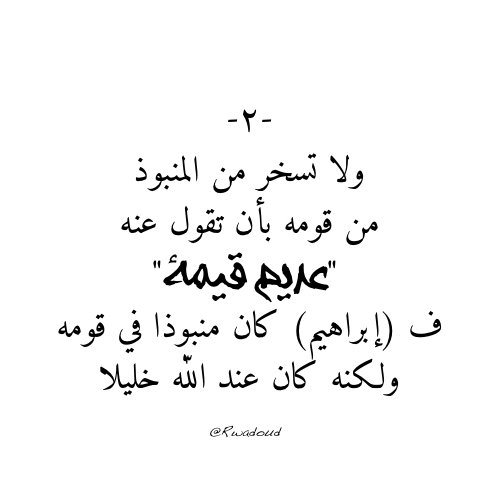 -٢-
ولا تسخر من المنبوذ
من قومه بأن تقول عنه
"عديم قيمة"
ف (إبراهيم) كان منبوذا في قومه
ولكنه كان عند الله خليلا
@Rwadoud